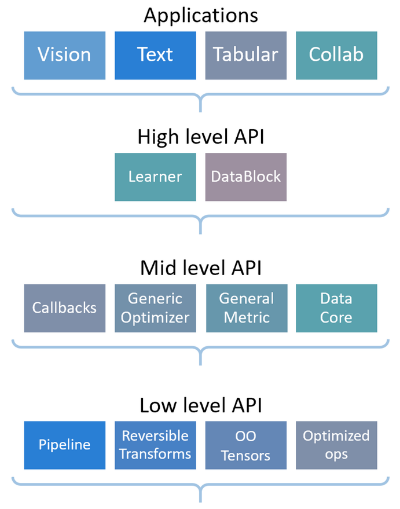 Applications
Vision
Text
Tabular
Collab
High level API
Learner
DataBlock
Mid level API
Callbacks
Generic
Optimizer
General
Metric
Data
Core
Low level API
Pipeline
Reversible
Transforms
OO
Tensors
Optimized
ops